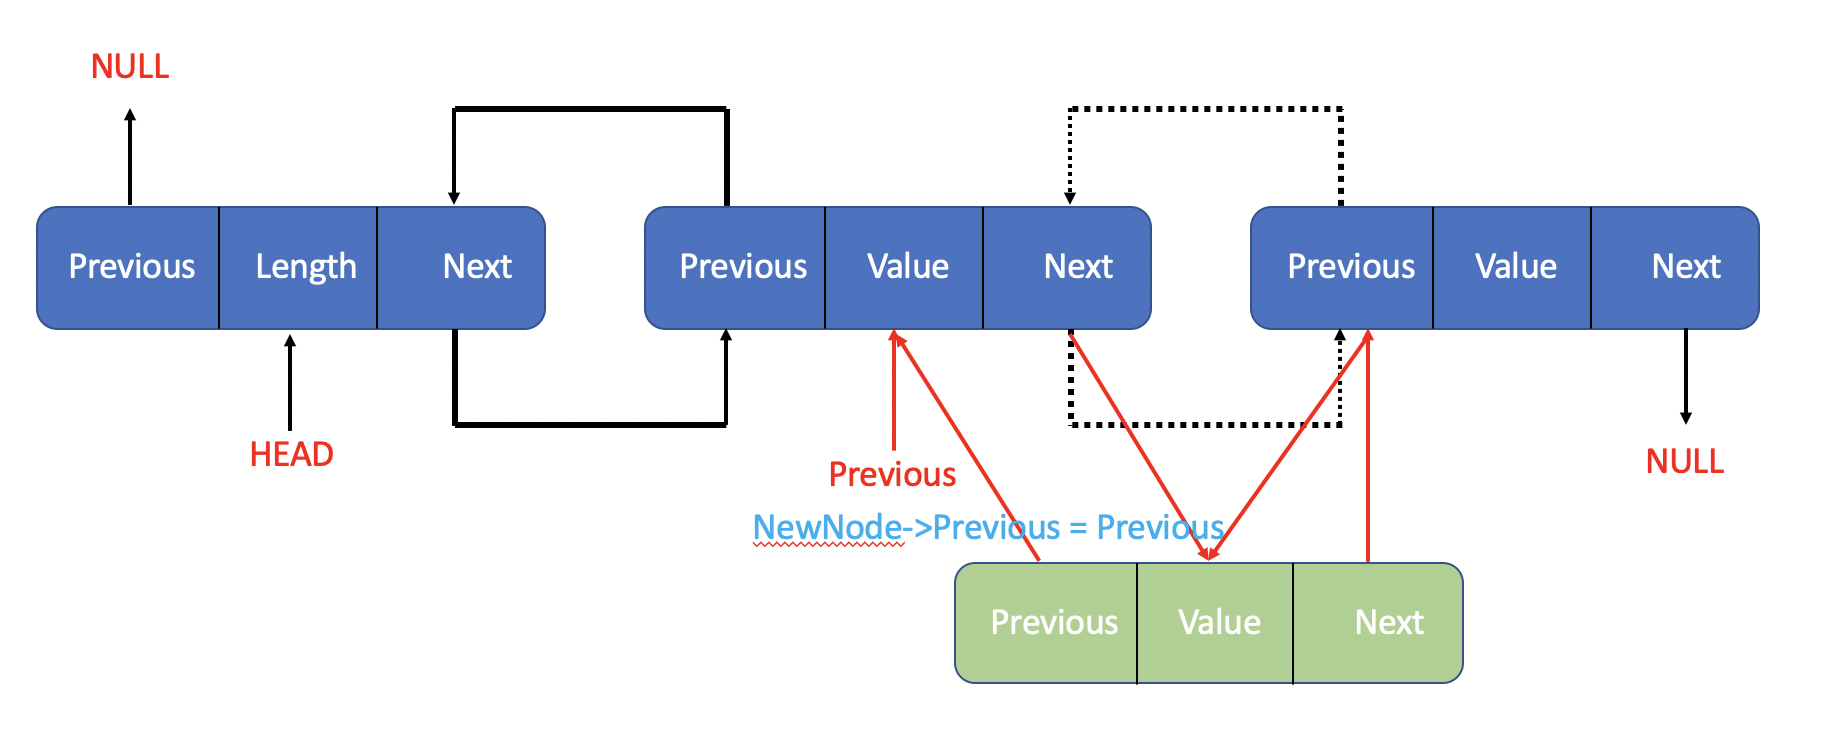 NULL
Previous Length Next
Previous Value Next
Previous Value Next
HEAD
Previous
NULL
NewNode->Previous = Previous
Previous Value Next